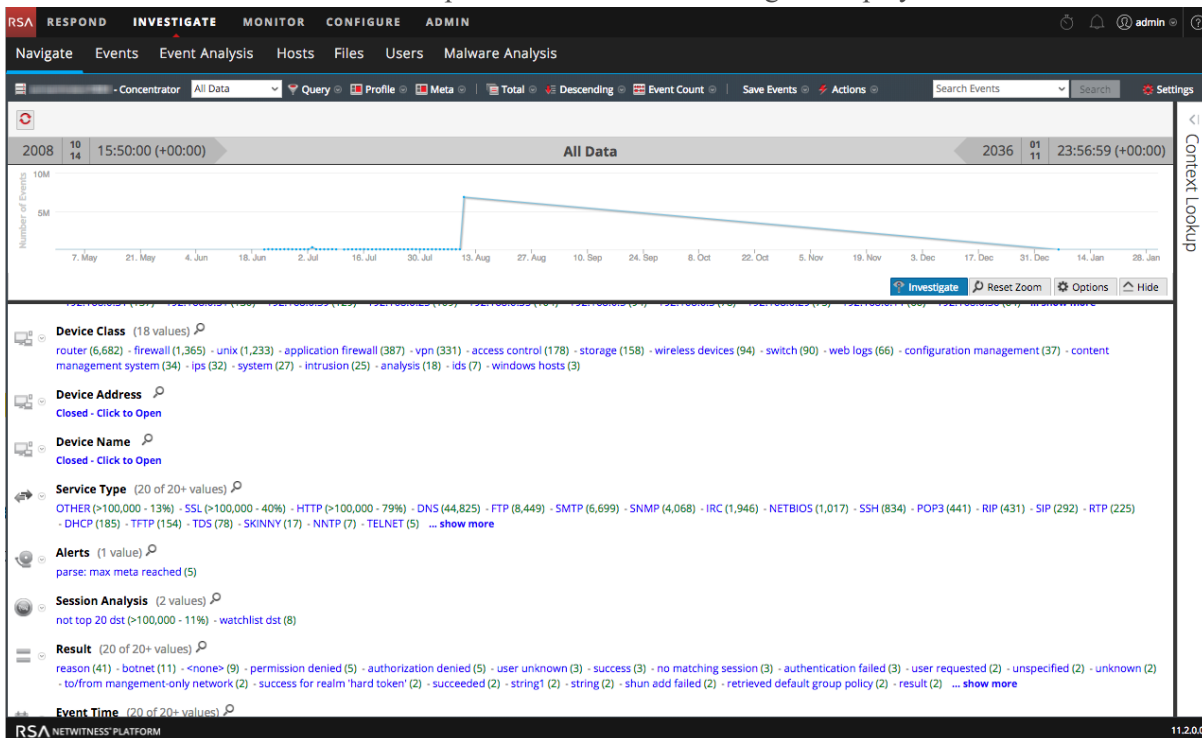 RSA RESPOND INVESTIGATE MONITOR CONFIGURE ADMIN admin
Navigate Events Event Analysis Hosts Files Users Malware Analysis
- Concentrator All Data Query Profile Meta Total Descending Event Count Save Events Actions Search Events Search Settings
2008 10 14 15:50:00 (+00:00) All Data 2036 01 11 23:56:59 (+00:00)
Context Lookup
Number of Events
10M
5M
7. May 21. May 4. Jun 18. Jun 2. Jul 16. Jul 30. Jul 13. Aug 27. Aug 10. Sep 24. Sep 8. Oct 22. Oct 5. Nov 19. Nov 3. Dec 17. Dec 31. Dec 14. Jan 28. Jan
Investigate Reset Zoom Options Hide
Device Class (18 values)
router (6,682) - firewall (1,365) - unix (1,233) - application firewall (387) - vpn (331) - access control (178) - storage (158) - wireless devices (94) - switch (90) - web logs (66) - configuration management (37) - content
management system (34) - ips (32) - system (27) - intrusion (25) - analysis (18) - ids (7) - windows hosts (3)
Device Address
Closed - Click to Open
Device Name
Closed - Click to Open
Service Type (20 of 20+ values)
OTHER (>100,000 - 13%) - SSL (>100,000 - 40%) - HTTP (>100,000 - 79%) - DNS (44,825) - FTP (8,449) - SMTP (6,699) - SNMP (4,068) - IRC (1,946) - NETBIOS (1,017) - SSH (834) - POP3 (441) - RIP (431) - SIP (292) - RTP (225)
- DHCP (185) - TFTP (154) - TDS (78) - SKINNY (17) - NNTP (7) - TELNET (5) ... show more
Alerts (1 value)
parse: max meta reached (5)
Session Analysis (2 values)
not top 20 dst (>100,000 - 11%) - watchlist dst (8)
Result (20 of 20+ values)
reason (41) - botnet (11) - <none> (9) - permission denied (5) - authorization denied (5) - user unknown (3) - success (3) - no matching session (3) - authentication failed (3) - user requested (2) - unspecified (2) - unknown (2)
- to/from mangement-only network (2) - success for realm 'hard token' (2) - succeeded (2) - string1 (2) - string (2) - shun add failed (2) - retrieved default group policy (2) - result (2) ... show more
Event Time (20 of 20+ values)
RSA NETWITNESS® PLATFORM 11.2.0.0